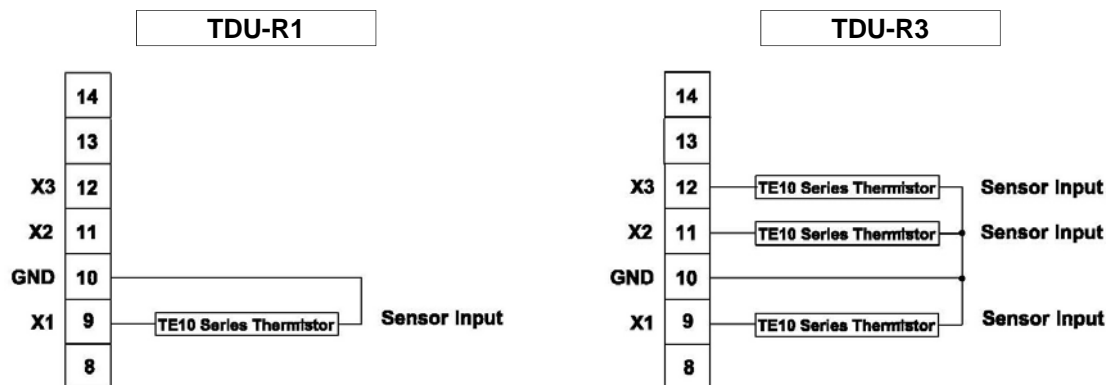 TDU-R1
14
13
X3 12
X2 11
GND 10
X1 9 TE10 Series Thermistor Sensor Input
8
TDU-R3
14
13
X3 12 TE10 Series Thermistor Sensor Input
X2 11 TE10 Series Thermistor Sensor Input
GND 10
X1 9 TE10 Series Thermistor Sensor Input
8